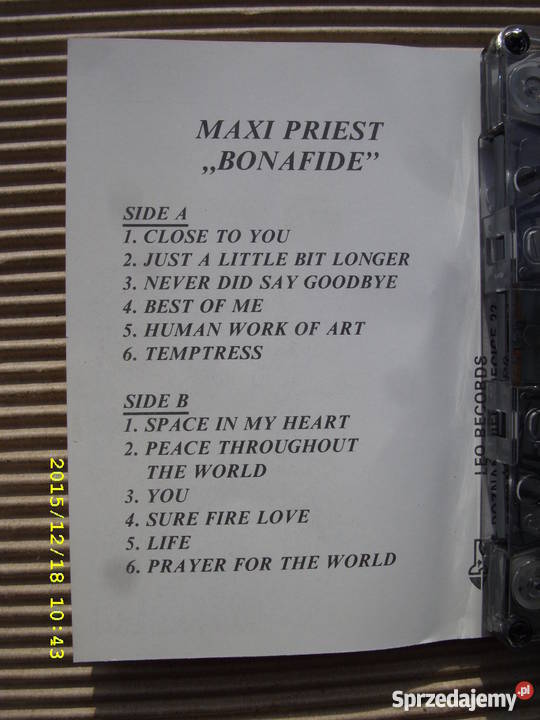 MAXI PRIEST
„BONAFIDE”
SIDE A
1. CLOSE TO YOU
2. JUST A LITTLE BIT LONGER
3. NEVER DID SAY GOODBYE
4. BEST OF ME
5. HUMAN WORK OF ART
6. TEMPTRESS
SIDE B
1. SPACE IN MY HEART
2. PEACE THROUGHOUT
THE WORLD
3. YOU
4. SURE FIRE LOVE
5. LIFE
6. PRAYER FOR THE WORLD
LEO RECORDS
2015/12/18 10:43
Sprzedajemy.pl